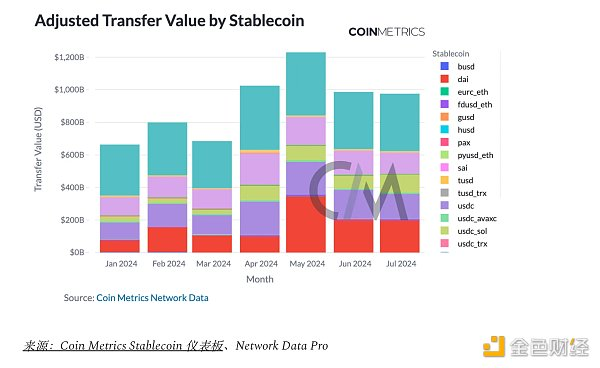 Adjusted Transfer Value by Stablecoin
COINMETRICS
Stablecoin
busd
dai
eurc_eth
fdusd_eth
gusd
husd
pax
pyusd_eth
sai
tusd
tusd_trx
usdc
usdc_avaxc
usdc_sol
usdc_trx
Transfer Value (USD)
$1,200B
$1,000B
$800B
$600B
$400B
$200B
$0B
CM
Jan 2024 Feb 2024 Mar 2024 Apr 2024 May 2024 Jun 2024 Jul 2024
Month
Source: Coin Metrics Network Data
来源：Coin Metrics Stablecoin 仪表板、Network Data Pro
金色财经